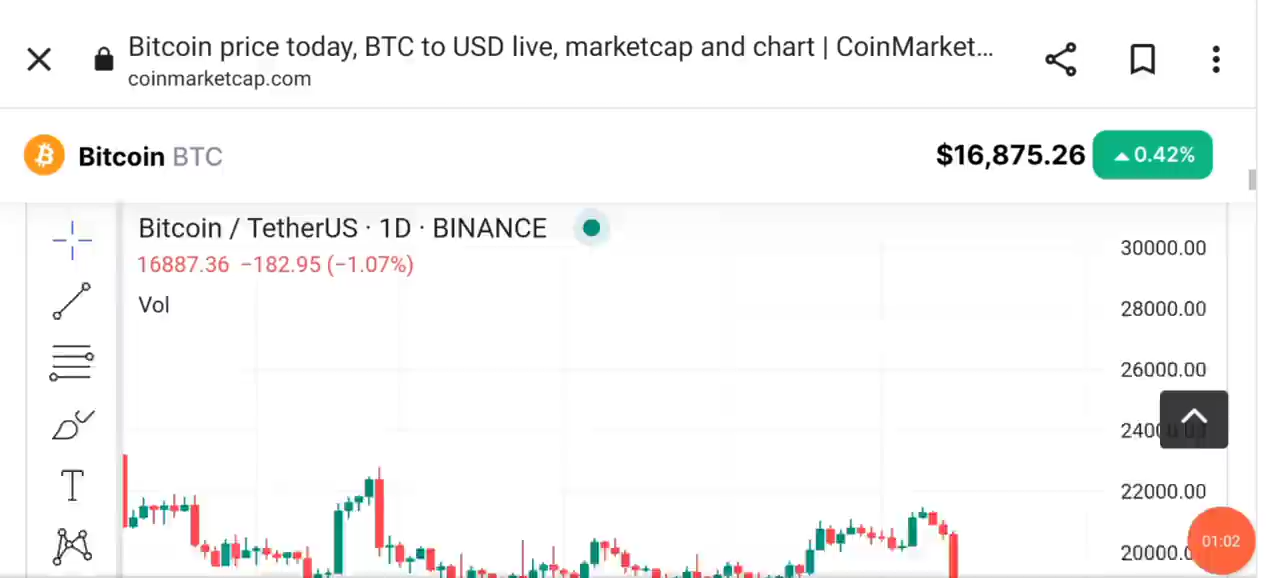 Bitcoin price today, BTC to USD live, marketcap and chart | CoinMarket...
coinmarketcap.com
Bitcoin BTC
$16,875.26
0.42%
Bitcoin / TetherUS · 1D · BINANCE
16887.36 −182.95 (−1.07%)
Vol
30000.00
28000.00
26000.00
22000.00
01:02